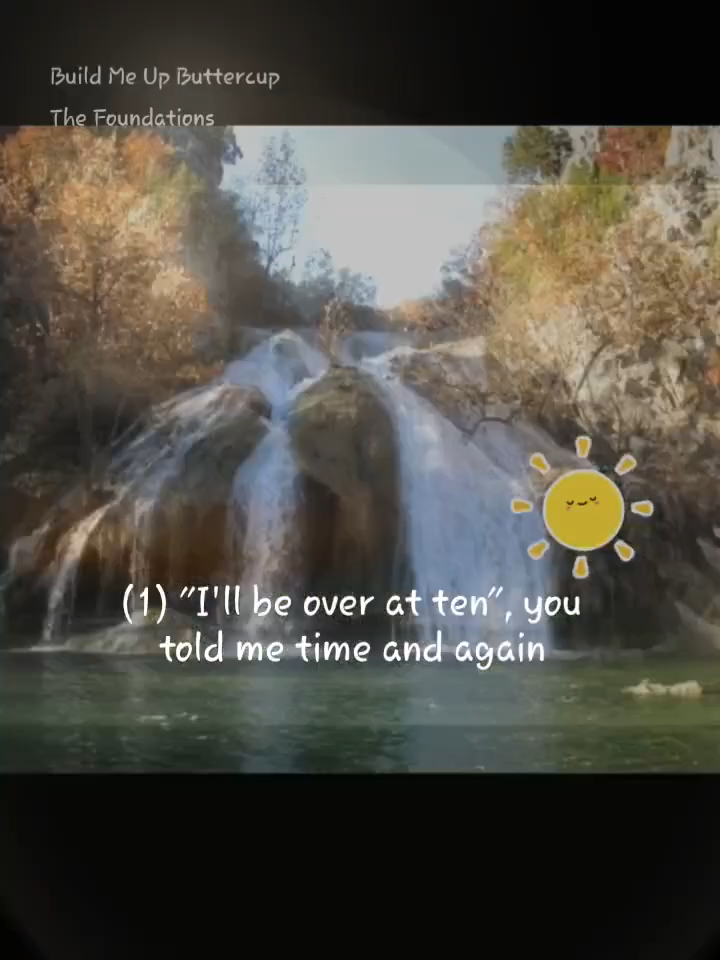 Build Me Up Buttercup
The Foundations
(1) "I'll be over at ten", you
told me time and again